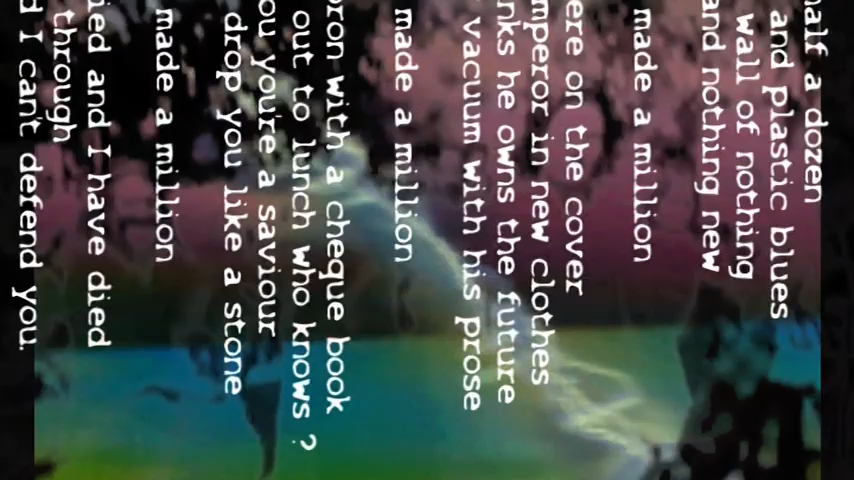 half a dozen
and plastic blues
wall of nothing
and nothing new
made a million
on the cover
in new clothes
he owns the future
vacuum with his prose
made a million
with a cheque book
out to lunch who knows ?
you're a saviour
drop you like a stone
made a million
and I have died
through
I can't defend you.